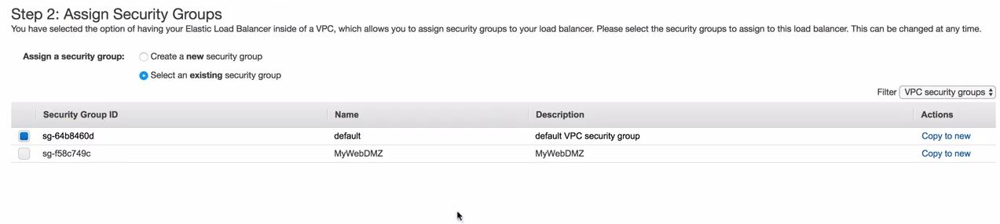 Step 2: Assign Security Groups
You have selected the option of having your Elastic Load Balancer inside of a VPC, which allows you to assign security groups to your load balancer. Please select the security groups to assign to this load balancer. This can be changed at any time.
Assign a security group: Create a new security group
Select an existing security group
Filter VPC security groups
Security Group ID Name Description Actions
sg-64b8460d default default VPC security group Copy to new
sg-f58c749c MyWebDMZ MyWebDMZ Copy to new